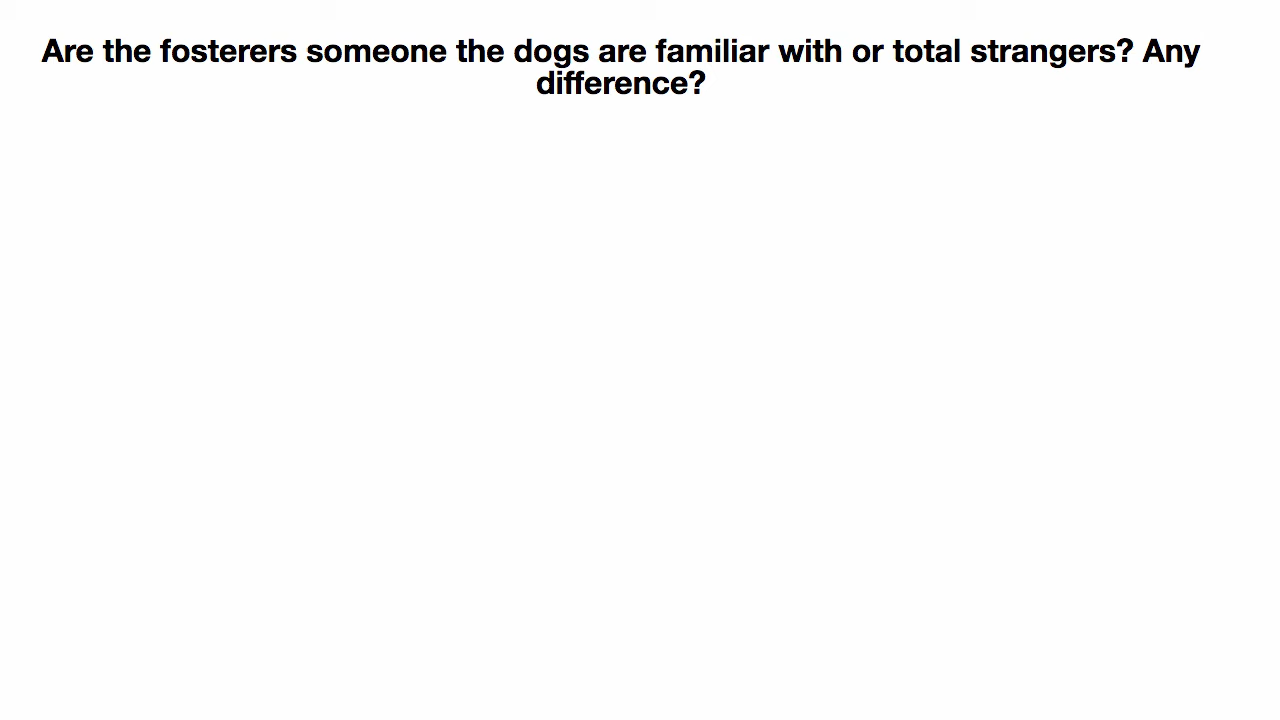 Are the fosterers someone the dogs are familiar with or total strangers? Any
difference?